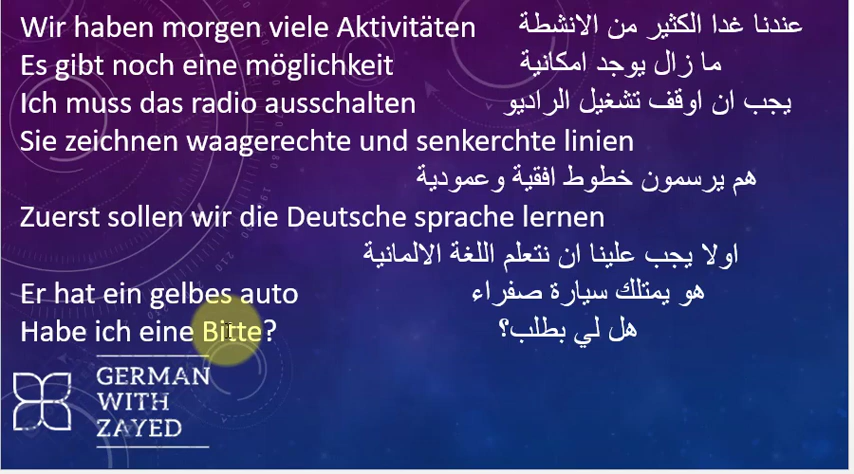 Wir haben morgen viele Aktivitäten عندنا غدا الكثير من الانشطة
Es gibt noch eine möglichkeit ما زال يوجد امكانية
Ich muss das radio ausschalten يجب ان اوقف تشغيل الراديو
Sie zeichnen waagerechte und senkerchte linien
هم يرسمون خطوط افقية وعمودية
Zuerst sollen wir die Deutsche sprache lernen
اولا يجب علينا ان نتعلم اللغة الالمانية
Er hat ein gelbes auto هو يمتلك سيارة صفراء
Habe ich eine Bitte? هل لي بطلب؟
GERMAN
WITH
ZAYED